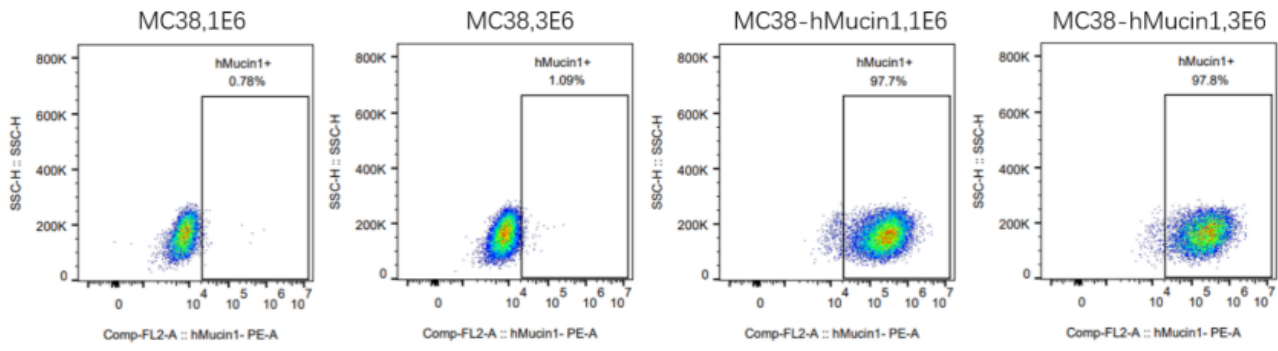 MC38,1E6
hMucin1+
0.78%
800K
600K
400K
200K
0
SSC-H :: SSC-H
0 10^4 10^5 10^6 10^7
Comp-FL2-A :: hMucin1- PE-A
MC38,3E6
hMucin1+
1.09%
800K
600K
400K
200K
0
SSC-H :: SSC-H
0 10^4 10^5 10^6 10^7
Comp-FL2-A :: hMucin1- PE-A
MC38-hMucin1,1E6
hMucin1+
97.7%
800K
600K
400K
200K
0
SSC-H :: SSC-H
0 10^4 10^5 10^6 10^7
Comp-FL2-A :: hMucin1- PE-A
MC38-hMucin1,3E6
hMucin1+
97.8%
800K
600K
400K
200K
0
SSC-H :: SSC-H
0 10^4 10^5 10^6 10^7
Comp-FL2-A :: hMucin1- PE-A